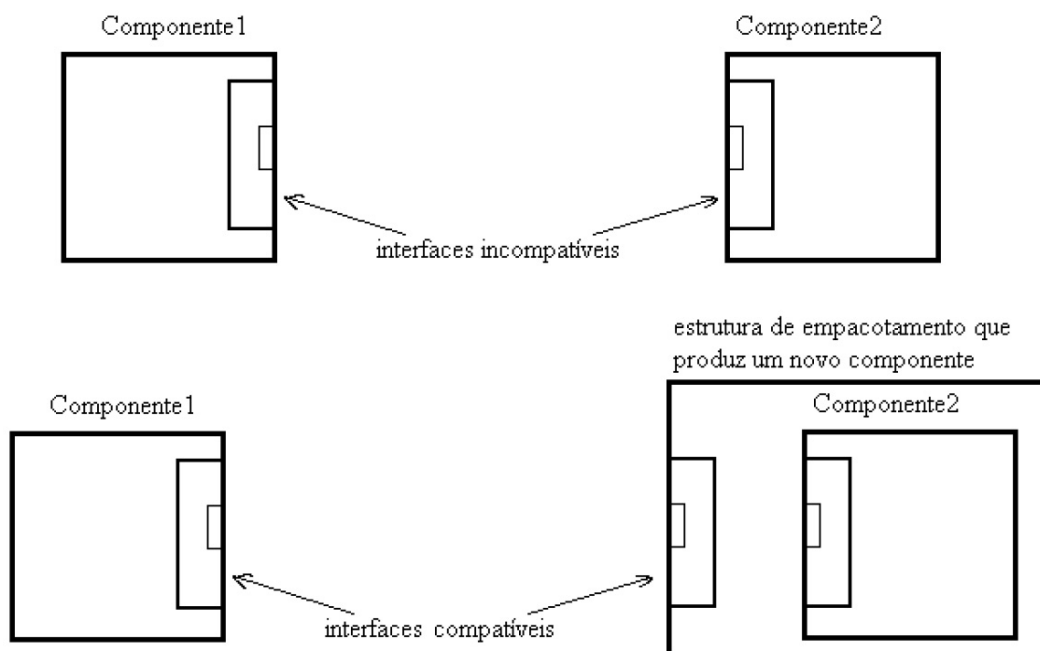 Componente1
Componente2
interfaces incompatíveis
estrutura de empacotamento que
produz um novo componente
Componente1
Componente2
interfaces compatíveis